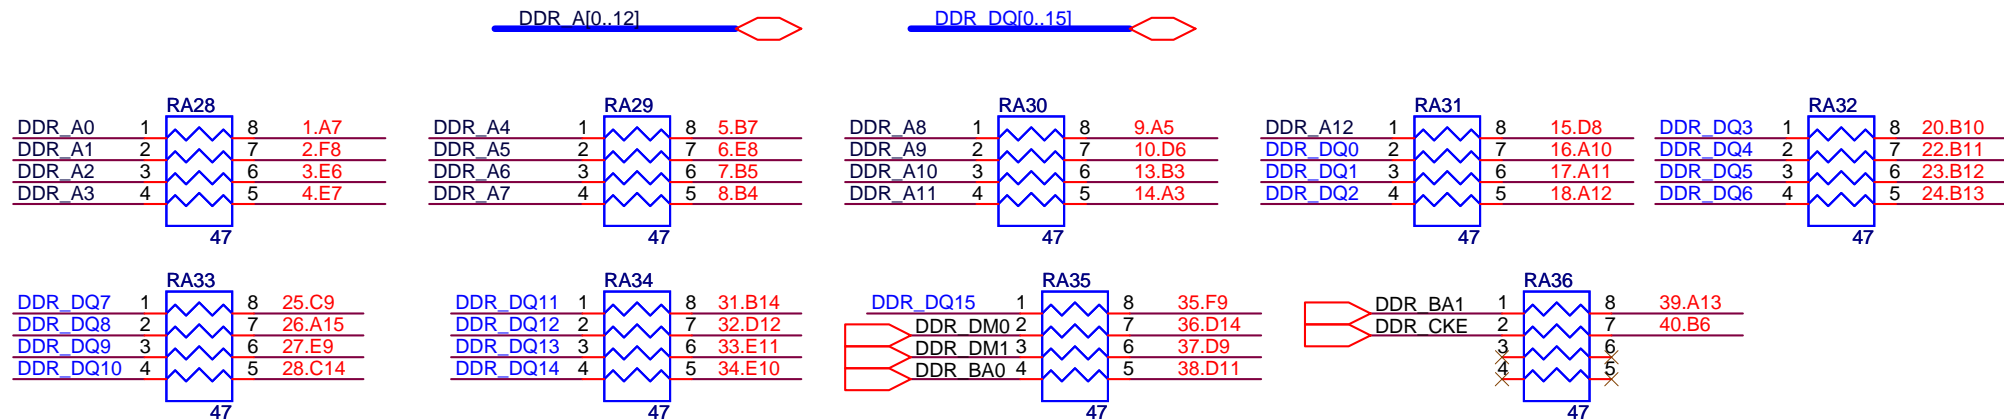 DDR_A[0..12] DDR_DQ[0..15]
RA28 RA29 RA30 RA31 RA32
DDR_A0 1 8 1.A7 DDR_A4 1 8 5.B7 DDR_A8 1 8 9.A5 DDR_A12 1 8 15.D8 DDR_DQ3 1 8 20.B10
DDR_A1 2 7 2.F8 DDR_A5 2 7 6.E8 DDR_A9 2 7 10.D6 DDR_DQ0 2 7 16.A10 DDR_DQ4 2 7 22.B11
DDR_A2 3 6 3.E6 DDR_A6 3 6 7.B5 DDR_A10 3 6 13.B3 DDR_DQ1 3 6 17.A11 DDR_DQ5 3 6 23.B12
DDR_A3 4 5 4.E7 DDR_A7 4 5 8.B4 DDR_A11 4 5 14.A3 DDR_DQ2 4 5 18.A12 DDR_DQ6 4 5 24.B13
47 47 47 47 47
RA33 RA34 RA35 RA36
DDR_DQ7 1 8 25.C9 DDR_DQ11 1 8 31.B14 DDR_DQ15 1 8 35.F9 DDR_BA1 1 8 39.A13
DDR_DQ8 2 7 26.A15 DDR_DQ12 2 7 32.D12 DDR_DM0 2 7 36.D14 DDR_CKE 2 7 40.B6
DDR_DQ9 3 6 27.E9 DDR_DQ13 3 6 33.E11 DDR_DM1 3 6 37.D9 3 6
DDR_DQ10 4 5 28.C14 DDR_DQ14 4 5 34.E10 DDR_BA0 4 5 38.D11 4 5
47 47 47 47